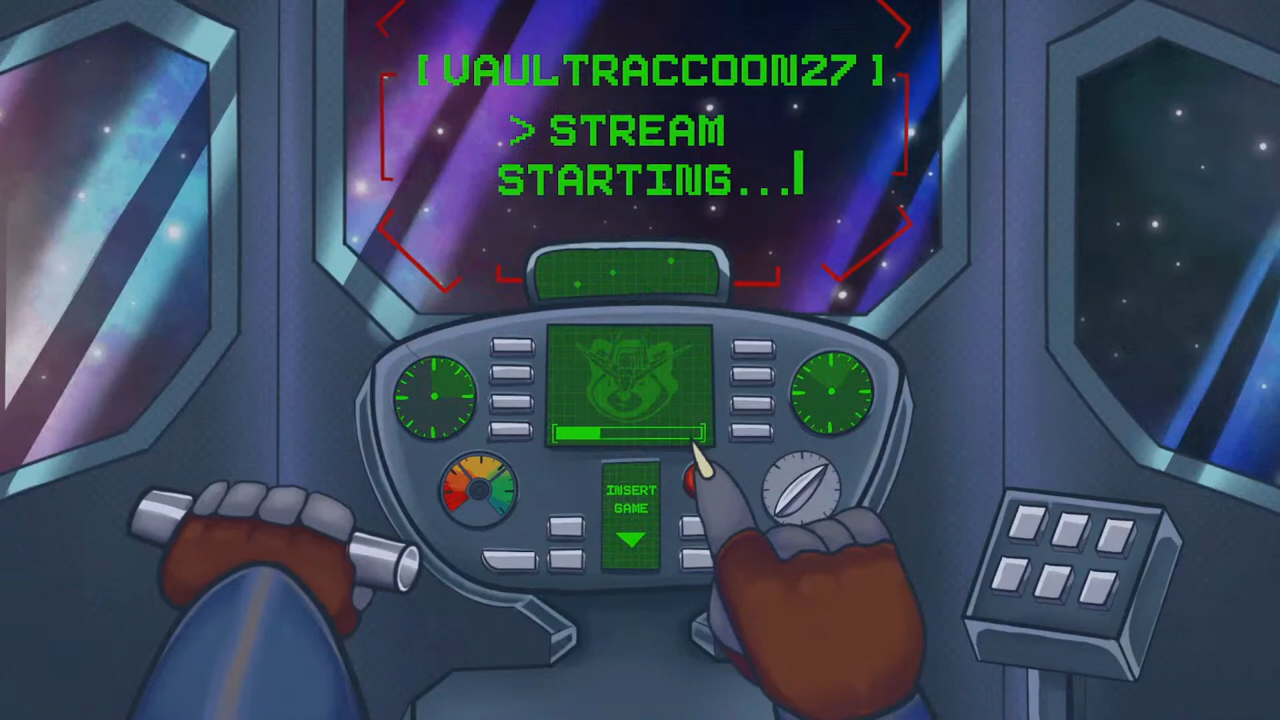 [ VAULTRACCOON27 ]
> STREAM
STARTING...
INSERT
GAME